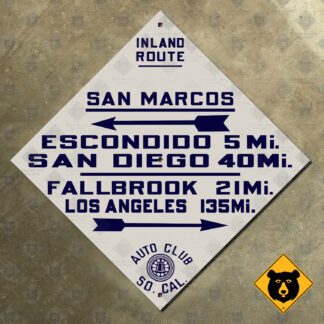 INLAND
ROUTE
SAN MARCOS
ESCONDIDO 5 Mi.
SAN DIEGO 40Mi.
FALLBROOK 21Mi.
LOS ANGELES 135Mi.
AUTO CLUB
SO. CAL.